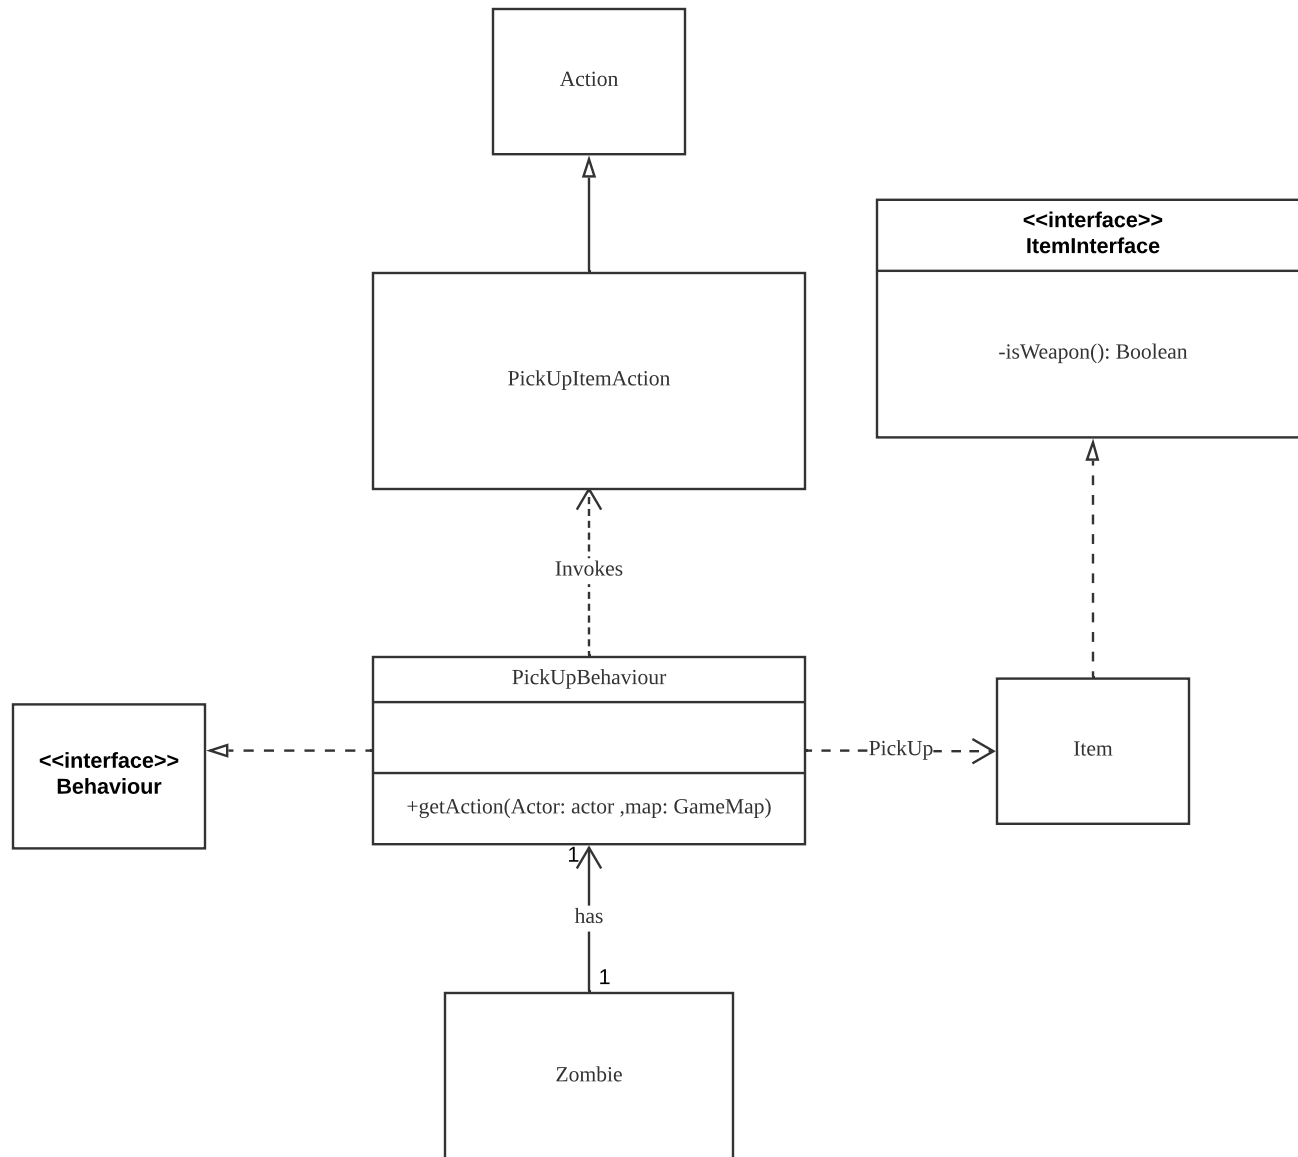 Action
<<interface>>
ItemInterface
-isWeapon(): Boolean
PickUpItemAction
Invokes
PickUpBehaviour
+getAction(Actor: actor ,map: GameMap)
<<interface>>
Behaviour
PickUp
Item
1
has
1
Zombie